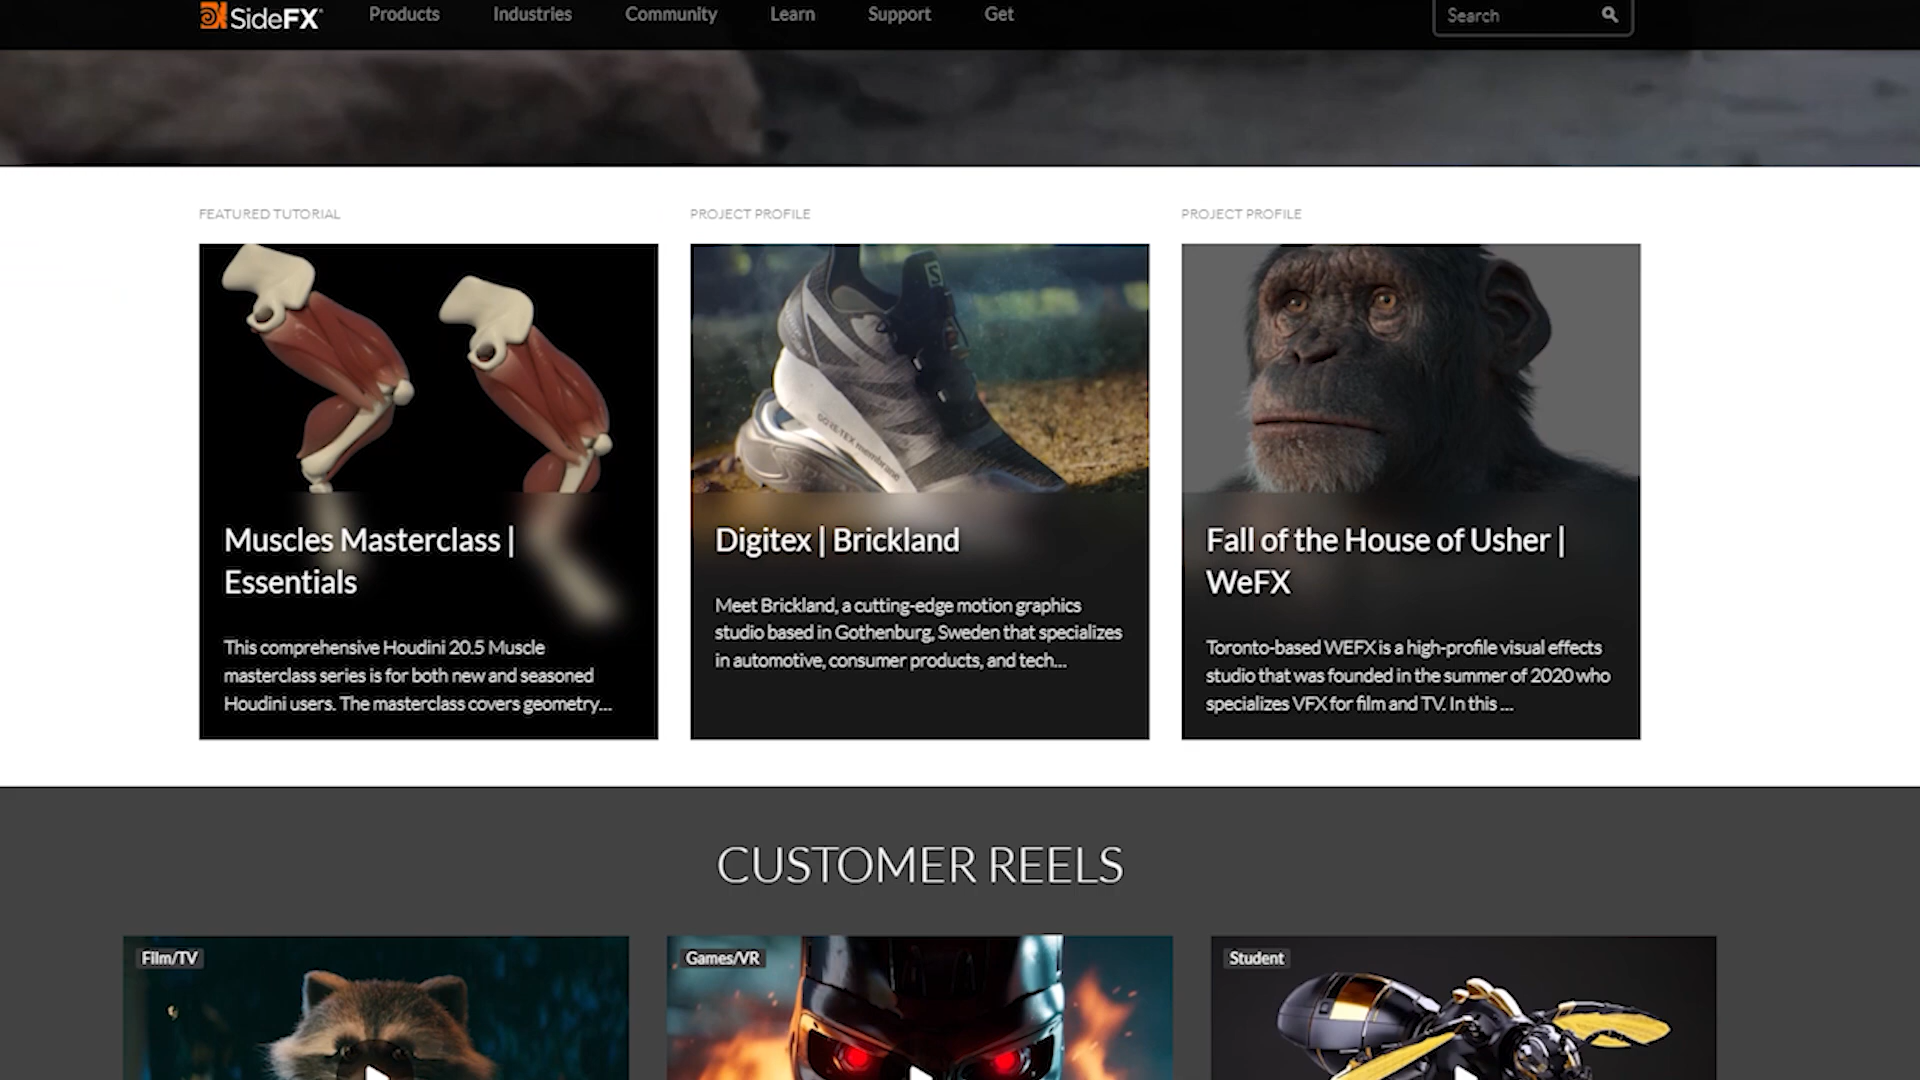 SideFX
Products
Industries
Community
Learn
Support
Get
Search
FEATURED TUTORIAL
PROJECT PROFILE
PROJECT PROFILE
S
GORE-TEX membrane
Muscles Masterclass |
Essentials
This comprehensive Houdini 20.5 Muscle
masterclass series is for both new and seasoned
Houdini users. The masterclass covers geometry...
Digitex | Brickland
Meet Brickland, a cutting-edge motion graphics
studio based in Gothenburg, Sweden that specializes
in automotive, consumer products, and tech...
Fall of the House of Usher |
WeFX
Toronto-based WEFX is a high-profile visual effects
studio that was founded in the summer of 2020 who
specializes VFX for film and TV. In this ...
CUSTOMER REELS
Film/TV
Games/VR
Student